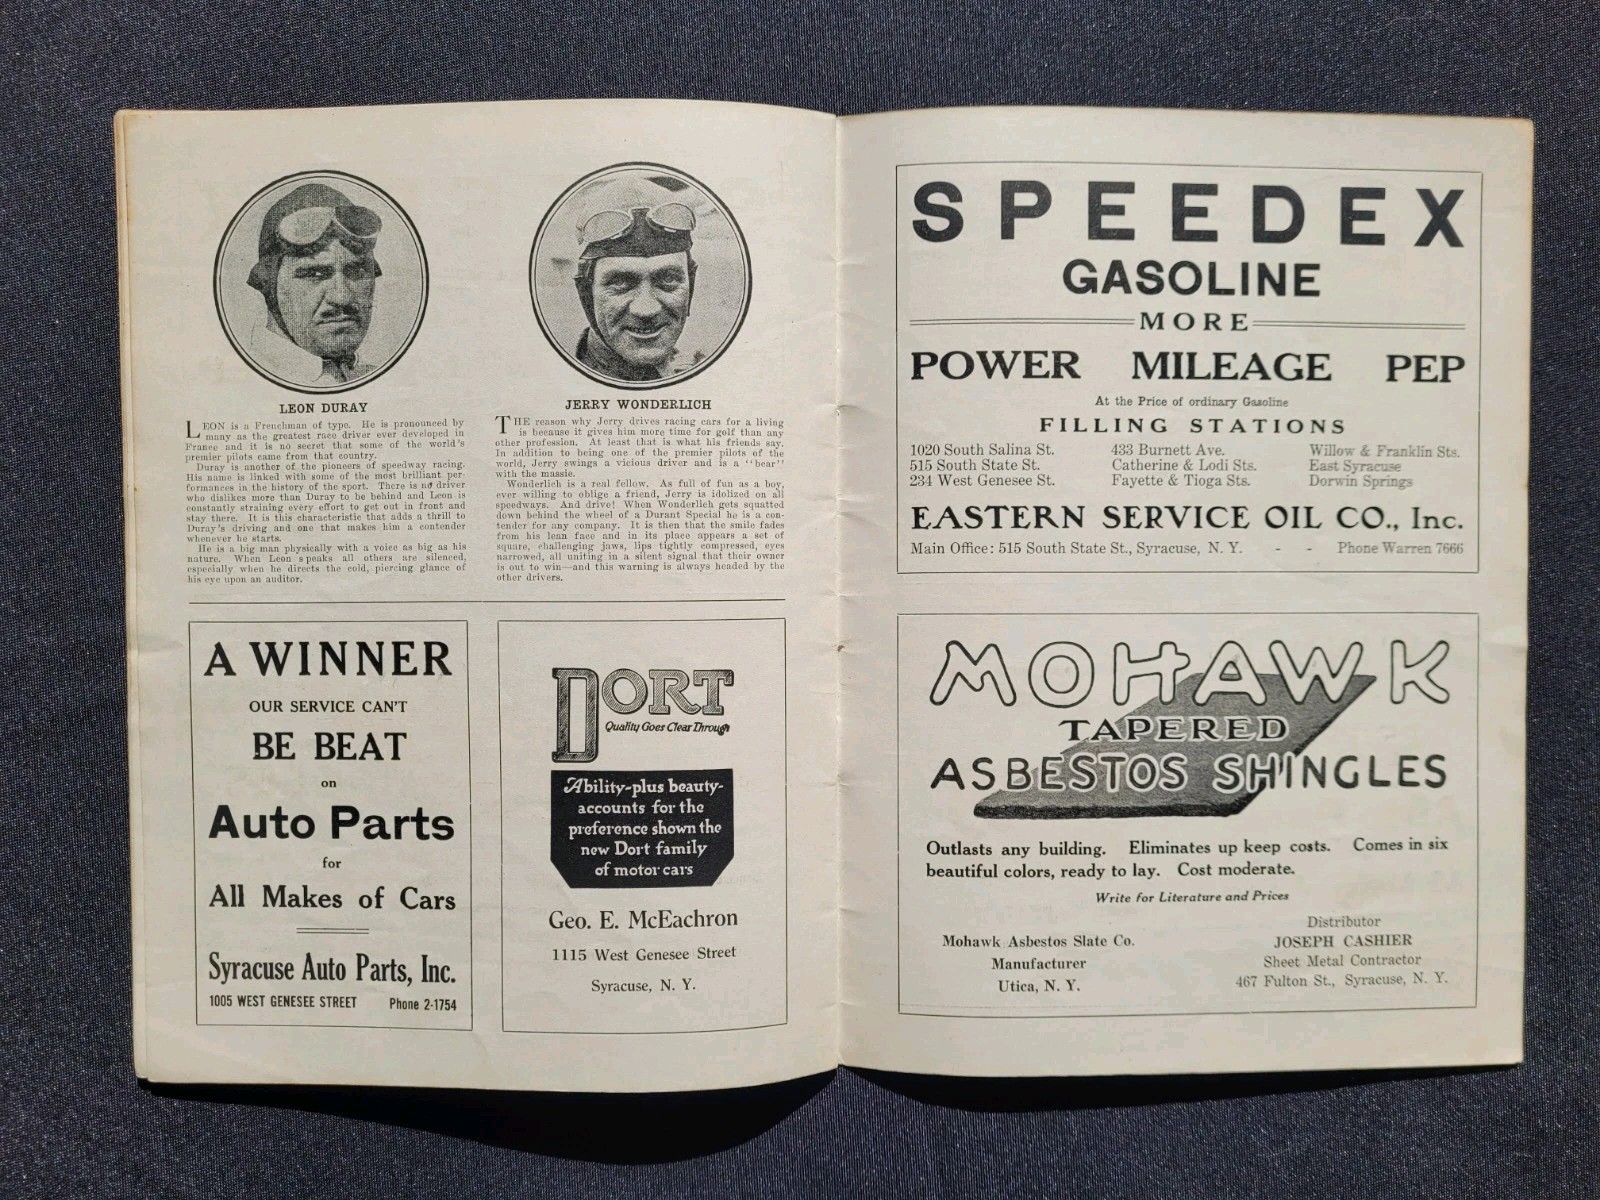 LEON DURAY
LEON is a Frenchman of type. He is pronounced by
many as the greatest race driver ever developed in
France and it is no secret that some of the world's
premier pilots came from that country.
Duray is another of the pioneers of speedway racing.
His name is linked with some of the most brilliant per-
formances in the history of the sport. There is no driver
who dislikes more than Duray to be behind and Leon is
constantly straining every effort to get out in front and
stay there. It is this characteristic that adds a thrill to
Duray's driving and one that makes him a contender
whenever he starts.
He is a big man physically with a voice as big as his
nature. When Leon speaks all others are silenced,
especially when he directs the cold, piercing glance of
his eye upon an auditor.
JERRY WONDERLICH
THE reason why Jerry drives racing cars for a living
is because it gives him more time for golf than any
other profession. At least that is what his friends say.
In addition to being one of the premier pilots of the
world, Jerry swings a vicious driver and is a "bear"
with the massie.
Wonderlich is a real fellow. As full of fun as a boy,
ever willing to oblige a friend, Jerry is idolized on all
speedways. And drive! When Wonderlich gets squatted
down behind the wheel of a Durant Special he is a con-
tender for any company. It is then that the smile fades
from his lean face and in its place appears a set of
square, challenging jaws, lips tightly compressed, eyes
narrowed, all uniting in a silent signal that their owner
is out to win—and this warning is always heeded by the
other drivers.
A WINNER
OUR SERVICE CAN'T
BE BEAT
on
Auto Parts
for
All Makes of Cars
Syracuse Auto Parts, Inc.
1005 WEST GENESEE STREET Phone 2-1754
DORT
Quality Goes Clear Through
Ability-plus beauty-
accounts for the
preference shown the
new Dort family
of motor cars
Geo. E. McEachron
1115 West Genesee Street
Syracuse, N. Y.
SPEEDEX
GASOLINE
MORE
POWER MILEAGE PEP
At the Price of ordinary Gasoline
FILLING STATIONS
1020 South Salina St. 433 Burnett Ave. Willow & Franklin Sts.
515 South State St. Catherine & Lodi Sts. East Syracuse
234 West Genesee St. Fayette & Tioga Sts. Dorwin Springs
EASTERN SERVICE OIL CO., Inc.
Main Office: 515 South State St., Syracuse, N. Y. - - Phone Warren 7666
MOHAWK
TAPERED
ASBESTOS SHINGLES
Outlasts any building. Eliminates up keep costs. Comes in six
beautiful colors, ready to lay. Cost moderate.
Write for Literature and Prices
Mohawk Asbestos Slate Co.
Manufacturer
Utica, N. Y.
Distributor
JOSEPH CASHIER
Sheet Metal Contractor
467 Fulton St., Syracuse, N. Y.